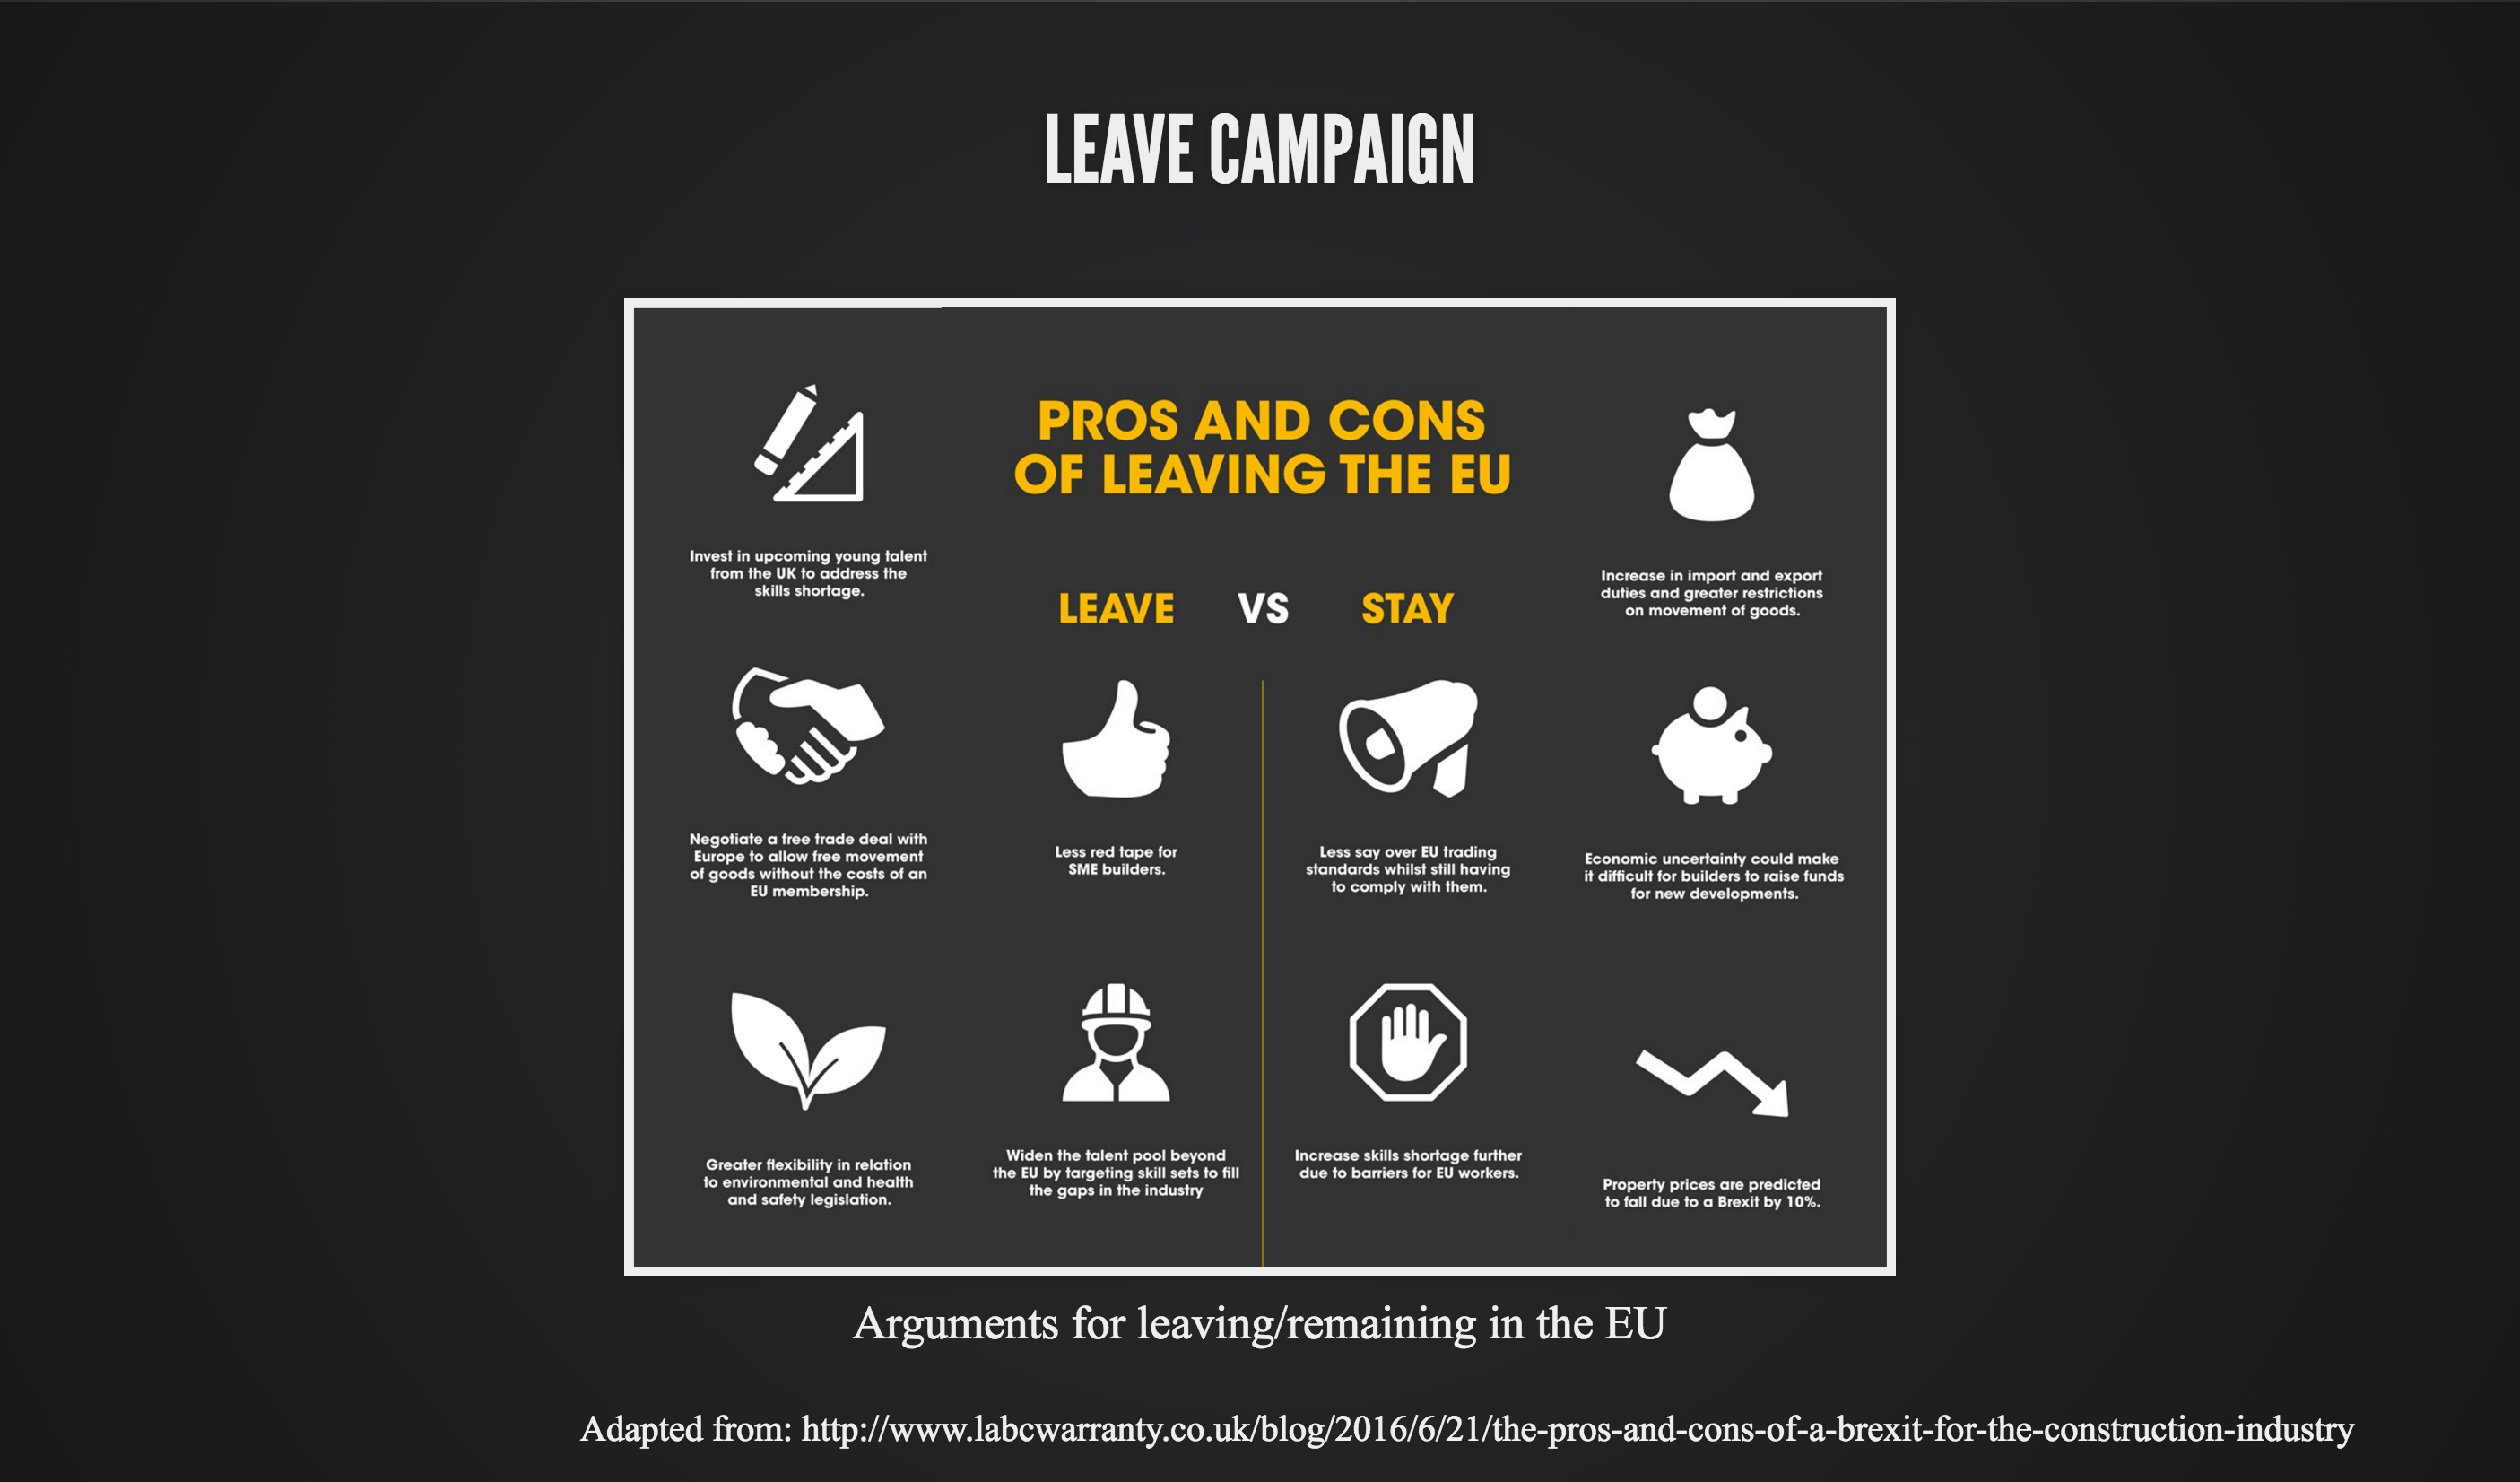 LEAVE CAMPAIGN
PROS AND CONS
OF LEAVING THE EU
LEAVE VS STAY
Invest in upcoming young talent
from the UK to address the
skills shortage.
Increase in import and export
duties and greater restrictions
on movement of goods.
Negotiate a free trade deal with
Europe to allow free movement
of goods without the costs of an
EU membership.
Less red tape for
SME builders.
Less say over EU trading
standards whilst still having
to comply with them.
Economic uncertainty could make
it difficult for builders to raise funds
for new developments.
Greater flexibility in relation
to environmental and health
and safety legislation.
Widen the talent pool beyond
the EU by targeting skill sets to fill
the gaps in the industry
Increase skills shortage further
due to barriers for EU workers.
Property prices are predicted
to fall due to a Brexit by 10%.
Arguments for leaving/remaining in the EU
Adapted from: http://www.labcwarranty.co.uk/blog/2016/6/21/the-pros-and-cons-of-a-brexit-for-the-construction-industry